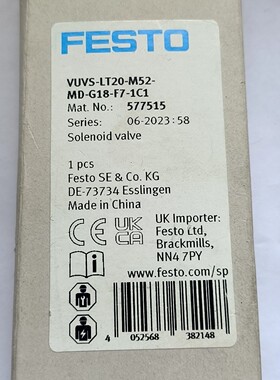 FESTO
VUVS-LT20-M52-
MD-G18-F7-1C1
Mat. No.: 577515
Series: 06-2023:58
Solenoid valve
1 pcs
Festo SE & Co. KG
DE-73734 Esslingen
Made in China
CE UK CA
UK Importer:
Festo Ltd,
Brackmills,
NN4 7PY
www.festo.com/sp
4 052568 382148